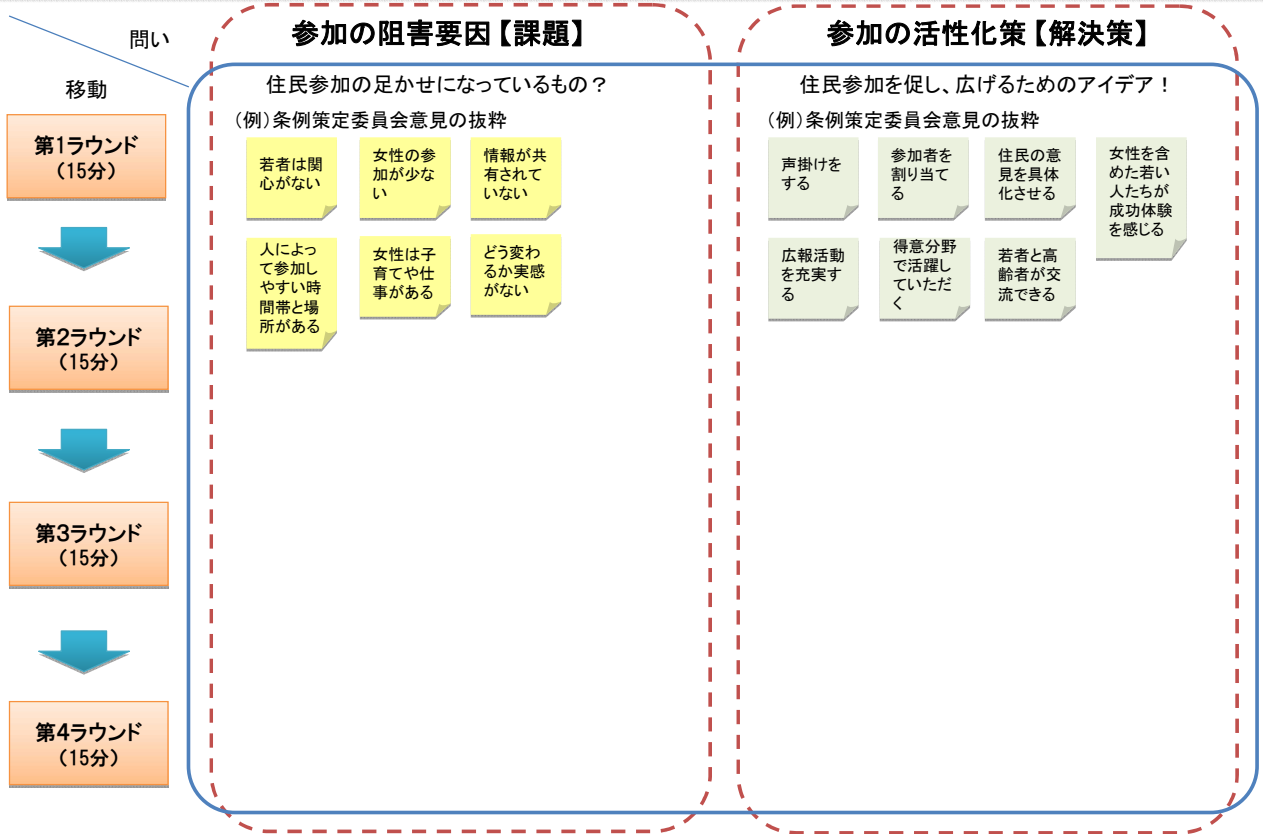 問い
移動
第1ラウンド
（15分）
第2ラウンド
（15分）
第3ラウンド
（15分）
第4ラウンド
（15分）
参加の阻害要因【課題】
住民参加の足かせになっているもの？
（例）条例策定委員会意見の抜粋
若者は関
心がない
女性の参
加が少な
い
情報が共
有されて
いない
人によっ
て参加し
やすい時
間帯と場
所がある
女性は子
育てや仕
事がある
どう変わ
るか実感
がない
参加の活性化策【解決策】
住民参加を促し、広げるためのアイデア！
（例）条例策定委員会意見の抜粋
声掛けを
する
参加者を
割り当て
る
住民の意
見を具体
化させる
女性を含
めた若い
人たちが
成功体験
を感じる
広報活動
を充実す
る
得意分野
で活躍し
ていただ
く
若者と高
齢者が交
流できる